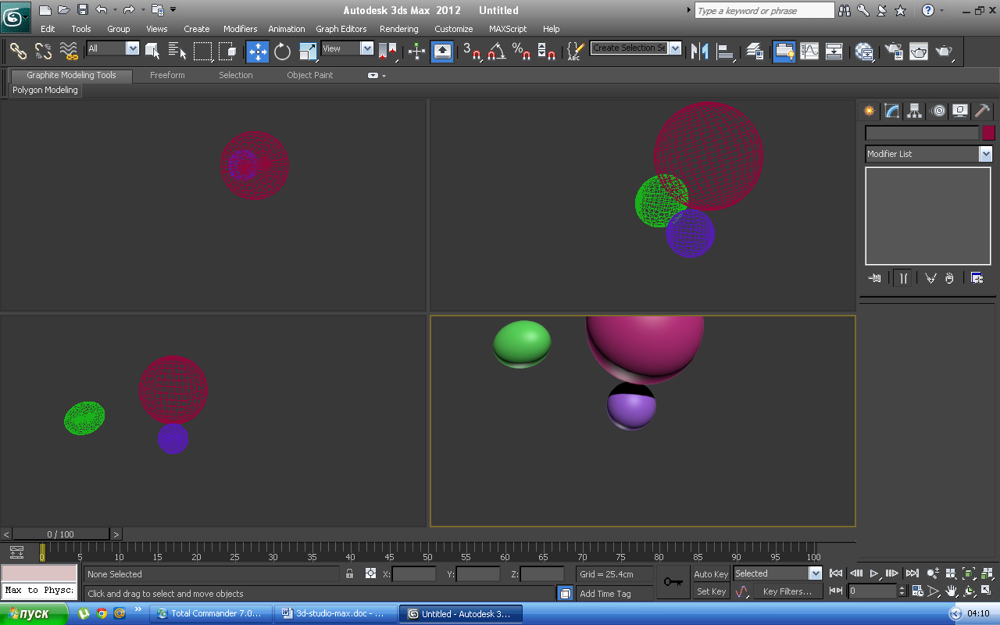 Autodesk 3ds Max 2012 Untitled
Type a keyword or phrase
Edit Tools Group Views Create Modifiers Animation Graph Editors Rendering Customize MAXScript Help
All View 3 % ABC Create Selection Se
Graphite Modeling Tools Freeform Selection Object Paint
Polygon Modeling
Modifier List
< 0 / 100 >
0 5 10 15 20 25 30 35 40 45 50 55 60 65 70 75 80 85 90 95 100
None Selected X: Y: Z: Grid = 25.4cm Auto Key Selected
Max to Physc: Click and drag to select and move objects Add Time Tag Set Key Key Filters... 0
пуск Total Commander 7.0... 3d-studio-max.doc - ... Untitled - Autodesk 3... 04:10